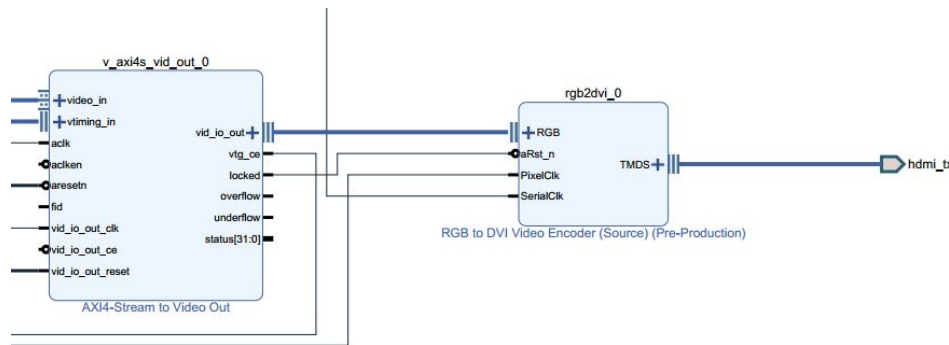 v_axi4s_vid_out_0
video_in
vtiming_in
aclk
aclken
aresetn
fid
vid_io_out_clk
vid_io_out_ce
vid_io_out_reset
vid_io_out
vtg_ce
locked
overflow
underflow
status[31:0]
AXI4-Stream to Video Out
rgb2dvi_0
RGB
aRst_n
PixelClk
SerialClk
TMDS
RGB to DVI Video Encoder (Source) (Pre-Production)
hdmi_tx